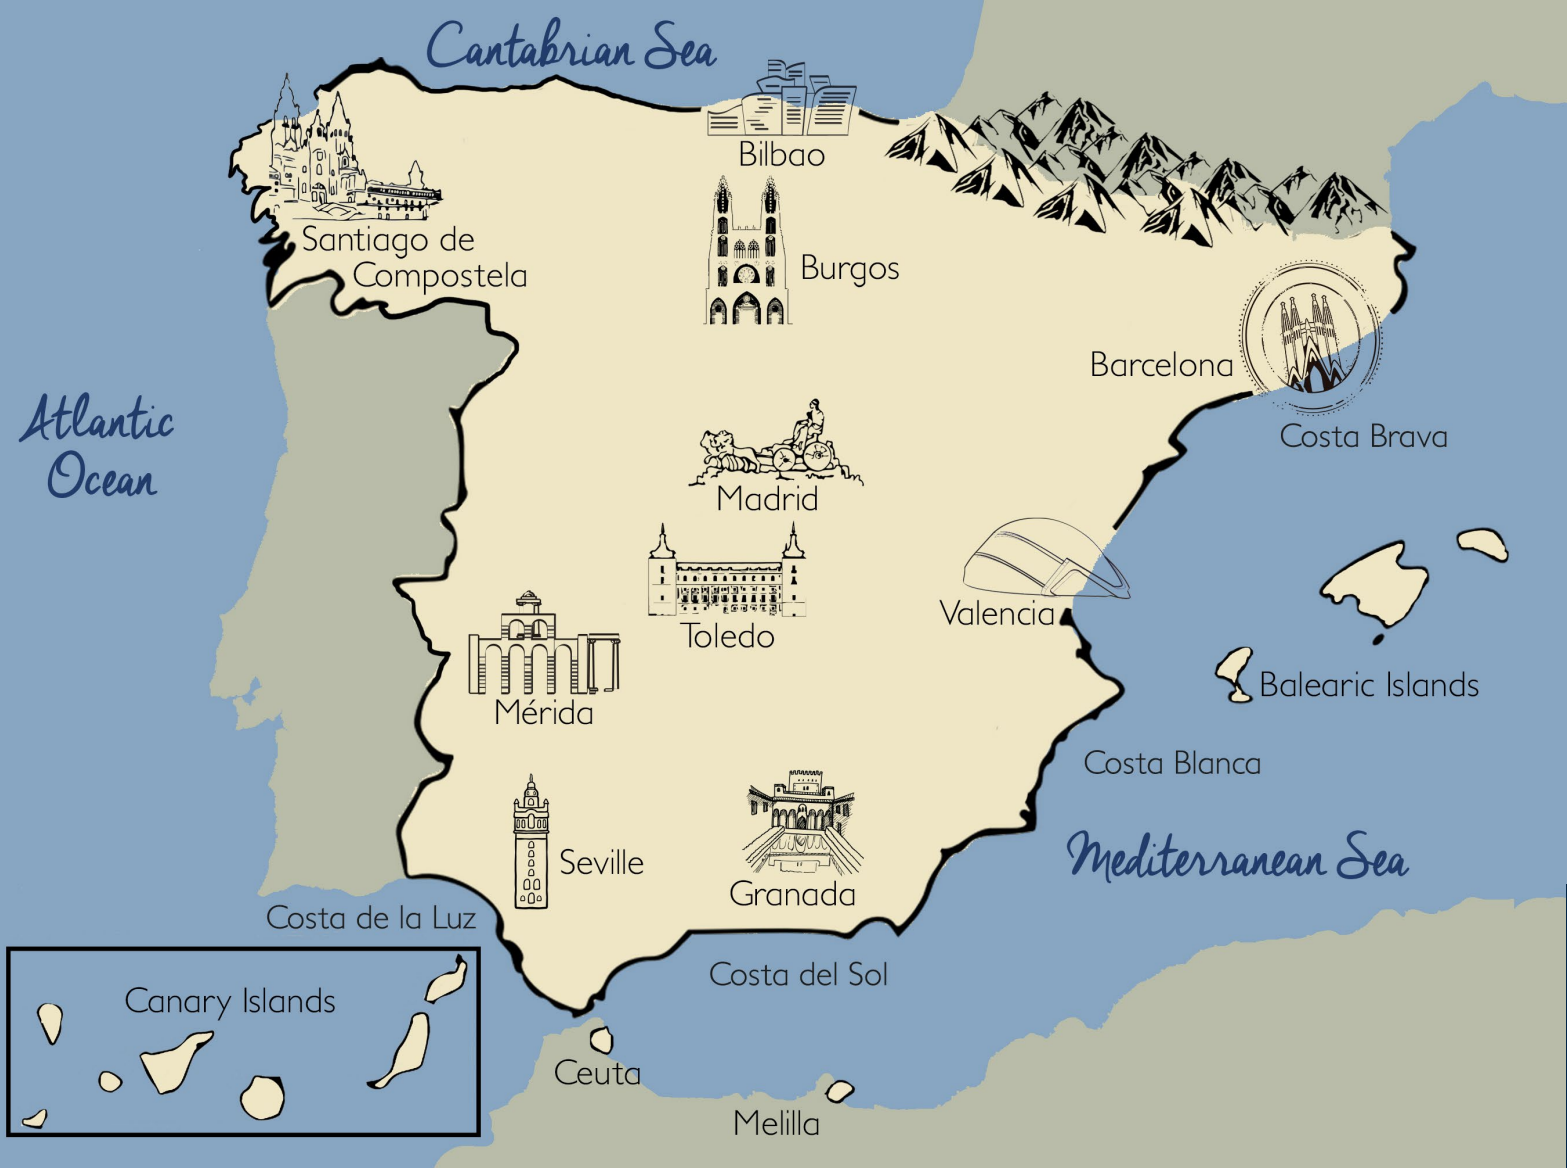 Cantabrian Sea
Bilbao
Santiago de
Compostela
Burgos
Barcelona
Atlantic
Ocean
Costa Brava
Madrid
Valencia
Toledo
Balearic Islands
Mérida
Costa Blanca
Mediterranean Sea
Seville
Granada
Costa de la Luz
Costa del Sol
Canary Islands
Ceuta
Melilla